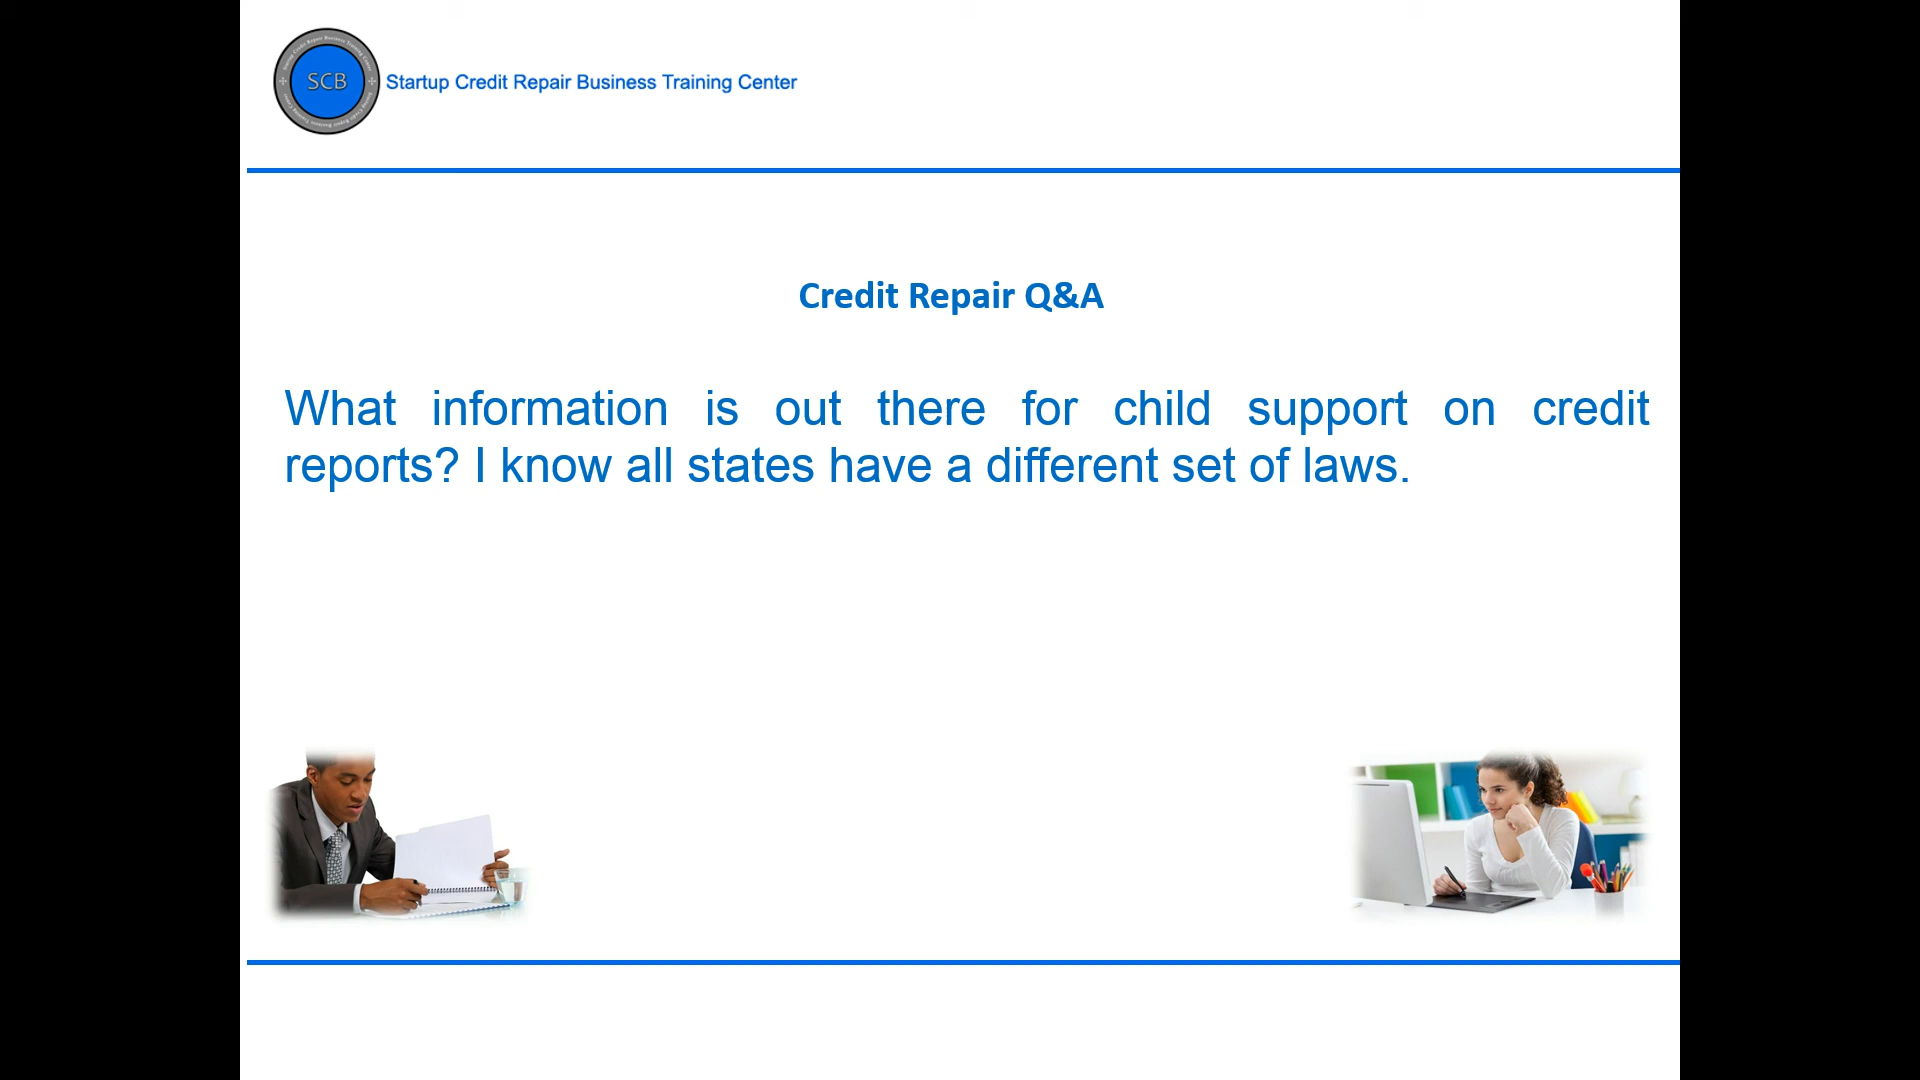 SCB
Startup Credit Repair Business Training Center
Credit Repair Q&A
What information is out there for child support on credit
reports? I know all states have a different set of laws.